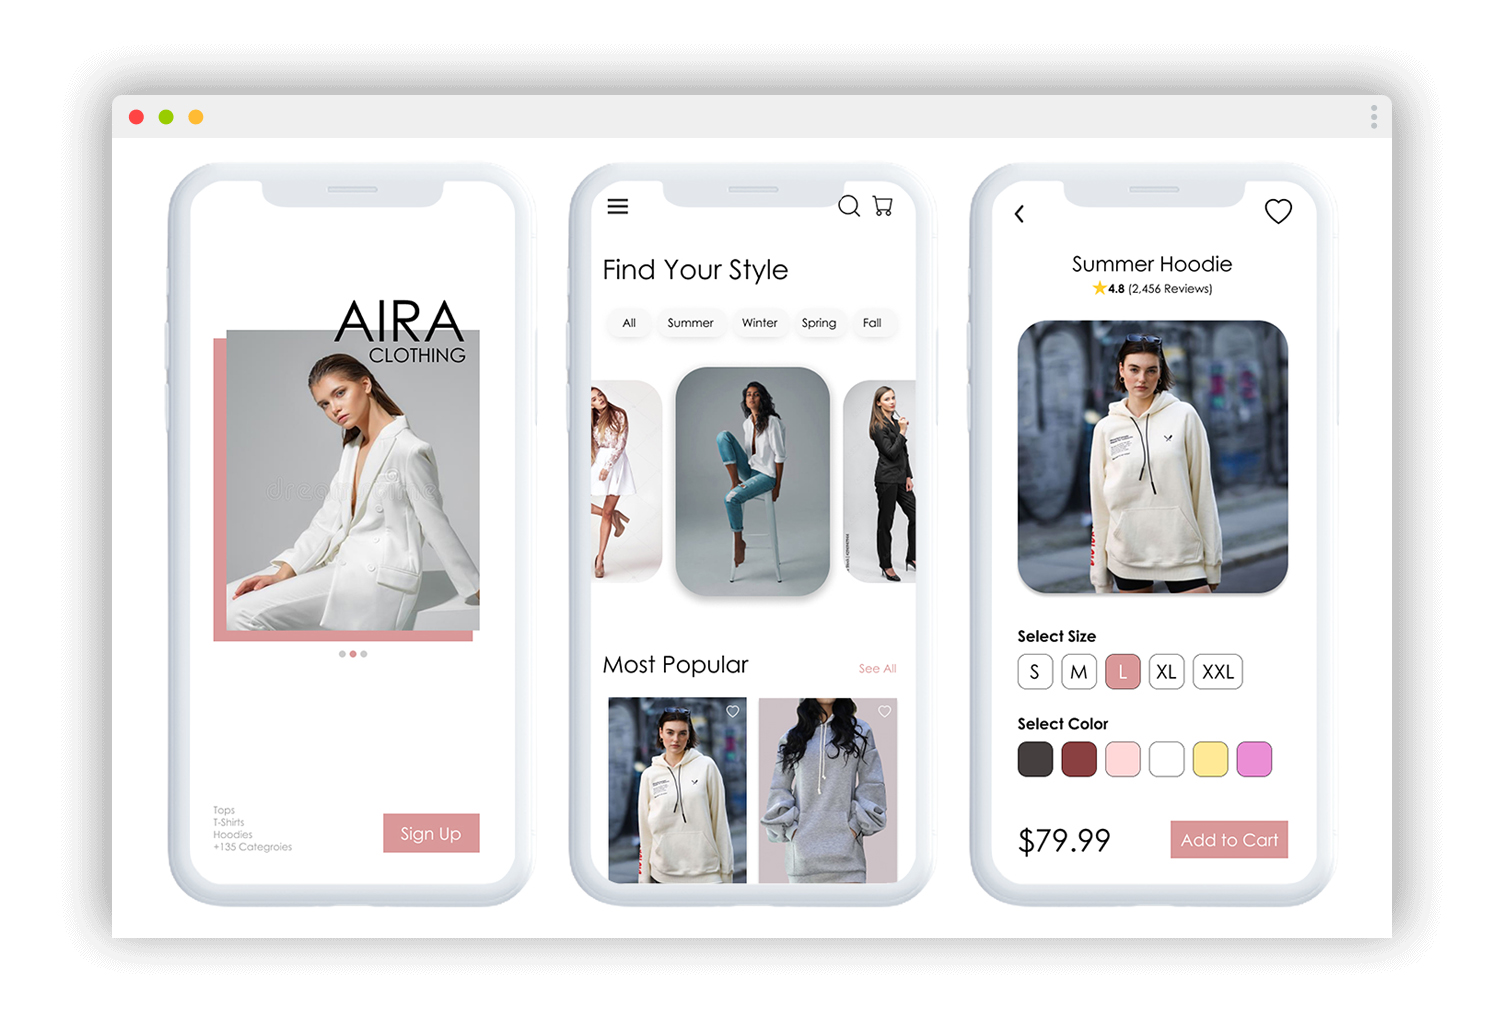 AIRA
CLOTHING
Tops
T-Shirts
Hoodies
+135 Categroies
Sign Up
Find Your Style
All
Summer
Winter
Spring
Fall
Most Popular
See All
Summer Hoodie
4.8 (2,456 Reviews)
Select Size
S
M
L
XL
XXL
Select Color
$79.99
Add to Cart